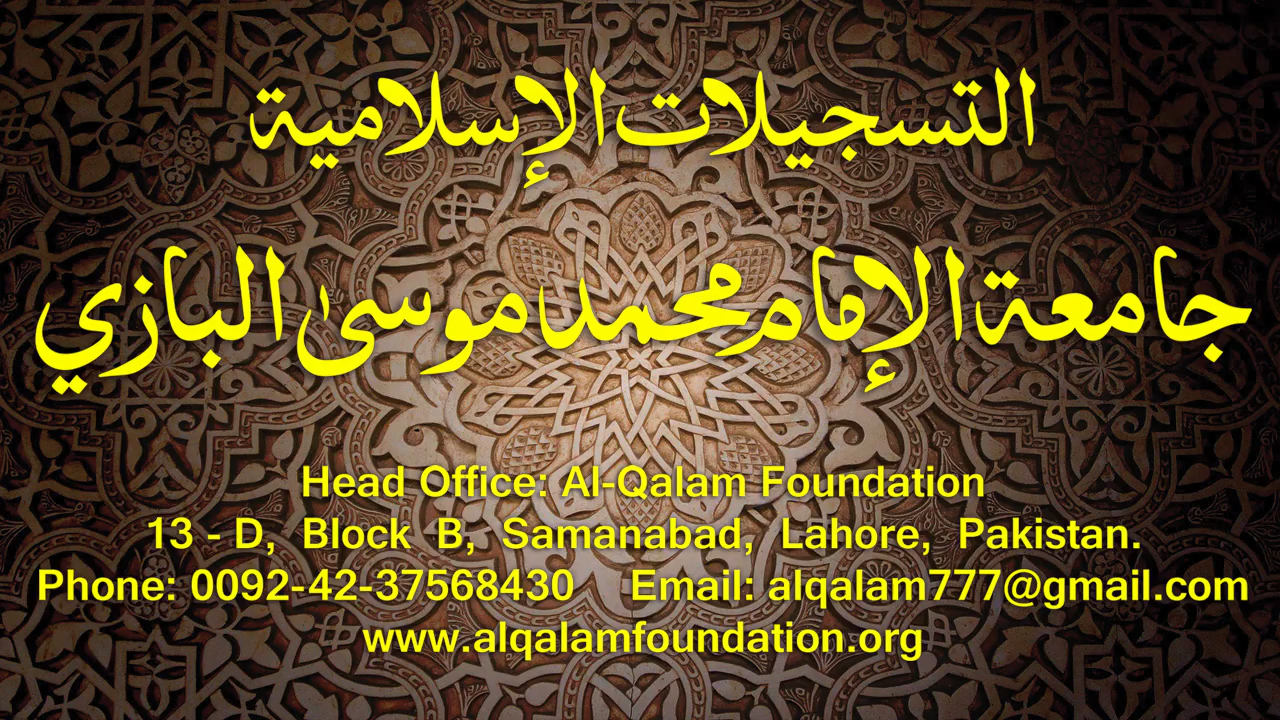 التسجيلات الإسلامية
جامعة الإمام محمد موسى البازي
Head Office: Al-Qalam Foundation
13 - D, Block B, Samanabad, Lahore, Pakistan.
Phone: 0092-42-37568430 Email: alqalam777@gmail.com
www.alqalamfoundation.org